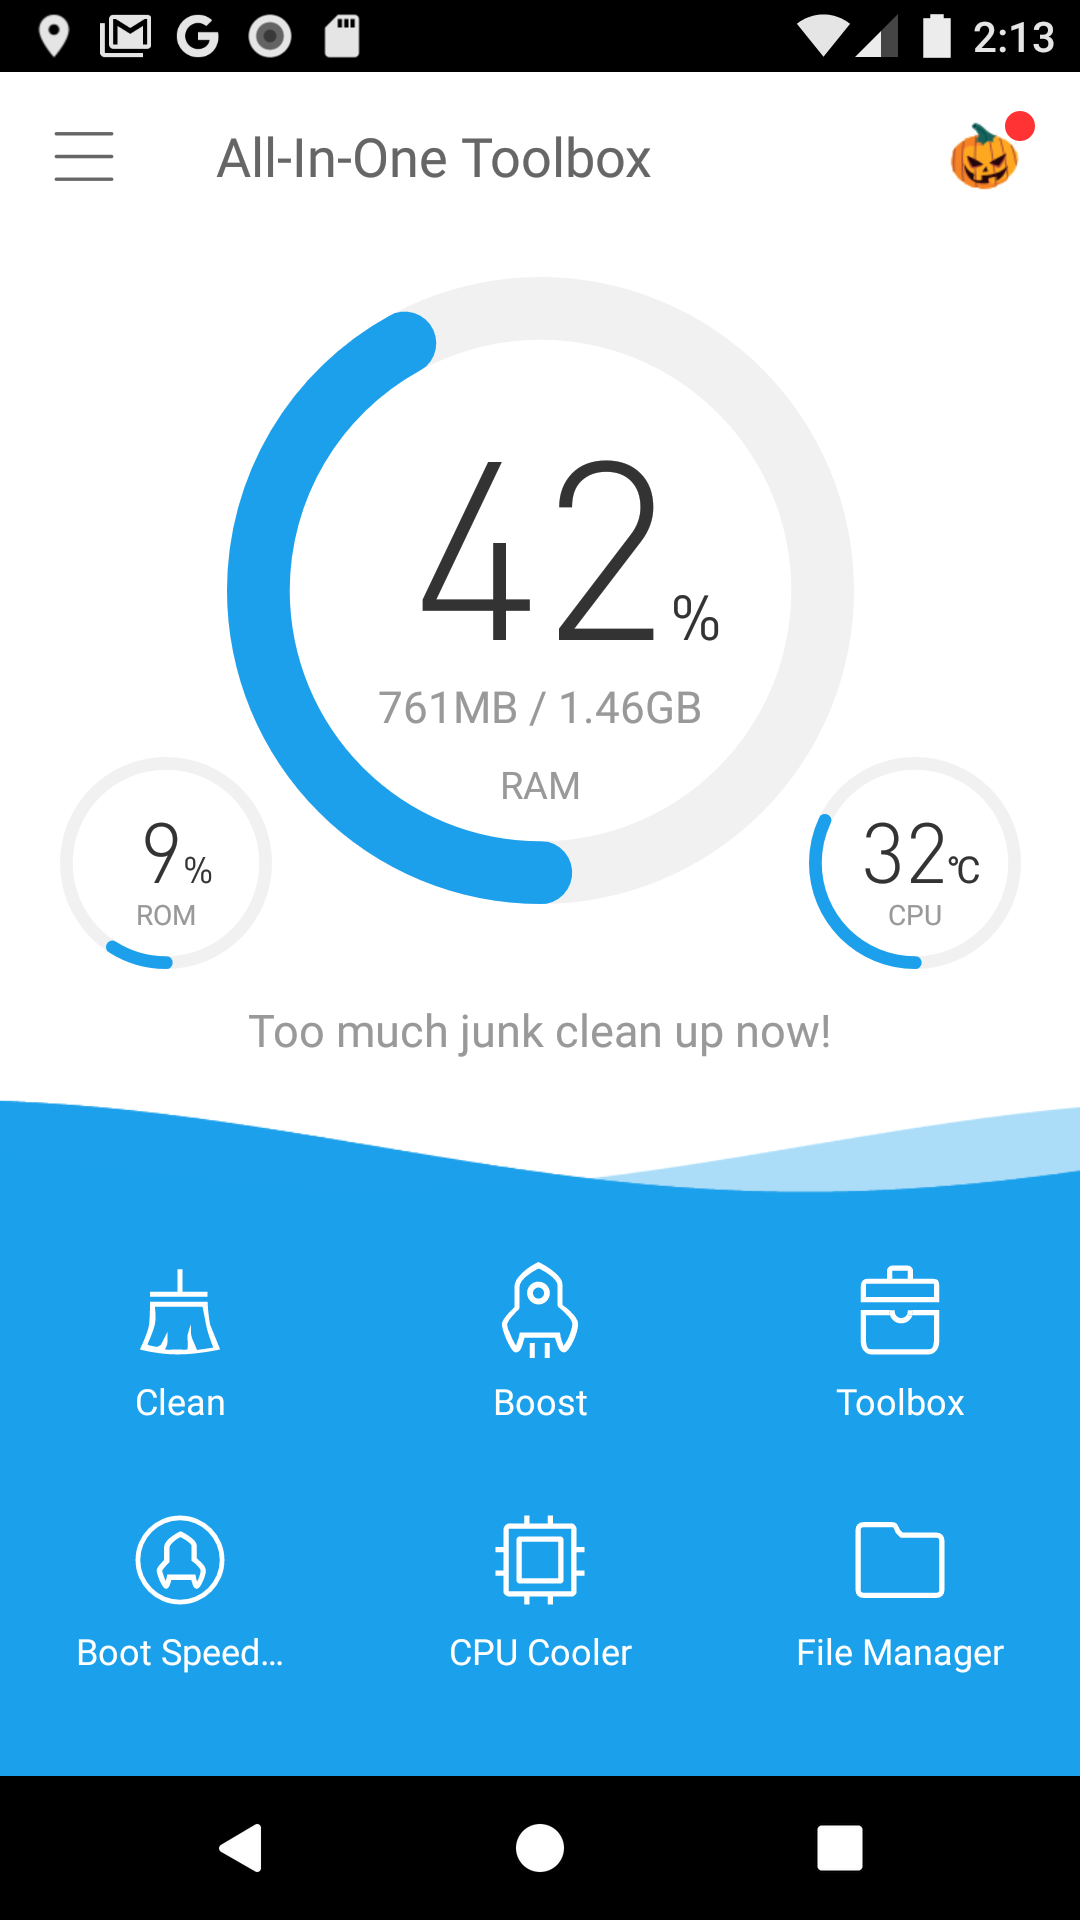 2:13
All-In-One Toolbox
42%
761MB / 1.46GB
RAM
9%
ROM
32°C
CPU
Too much junk clean up now!
Clean
Boost
Toolbox
Boot Speed...
CPU Cooler
File Manager